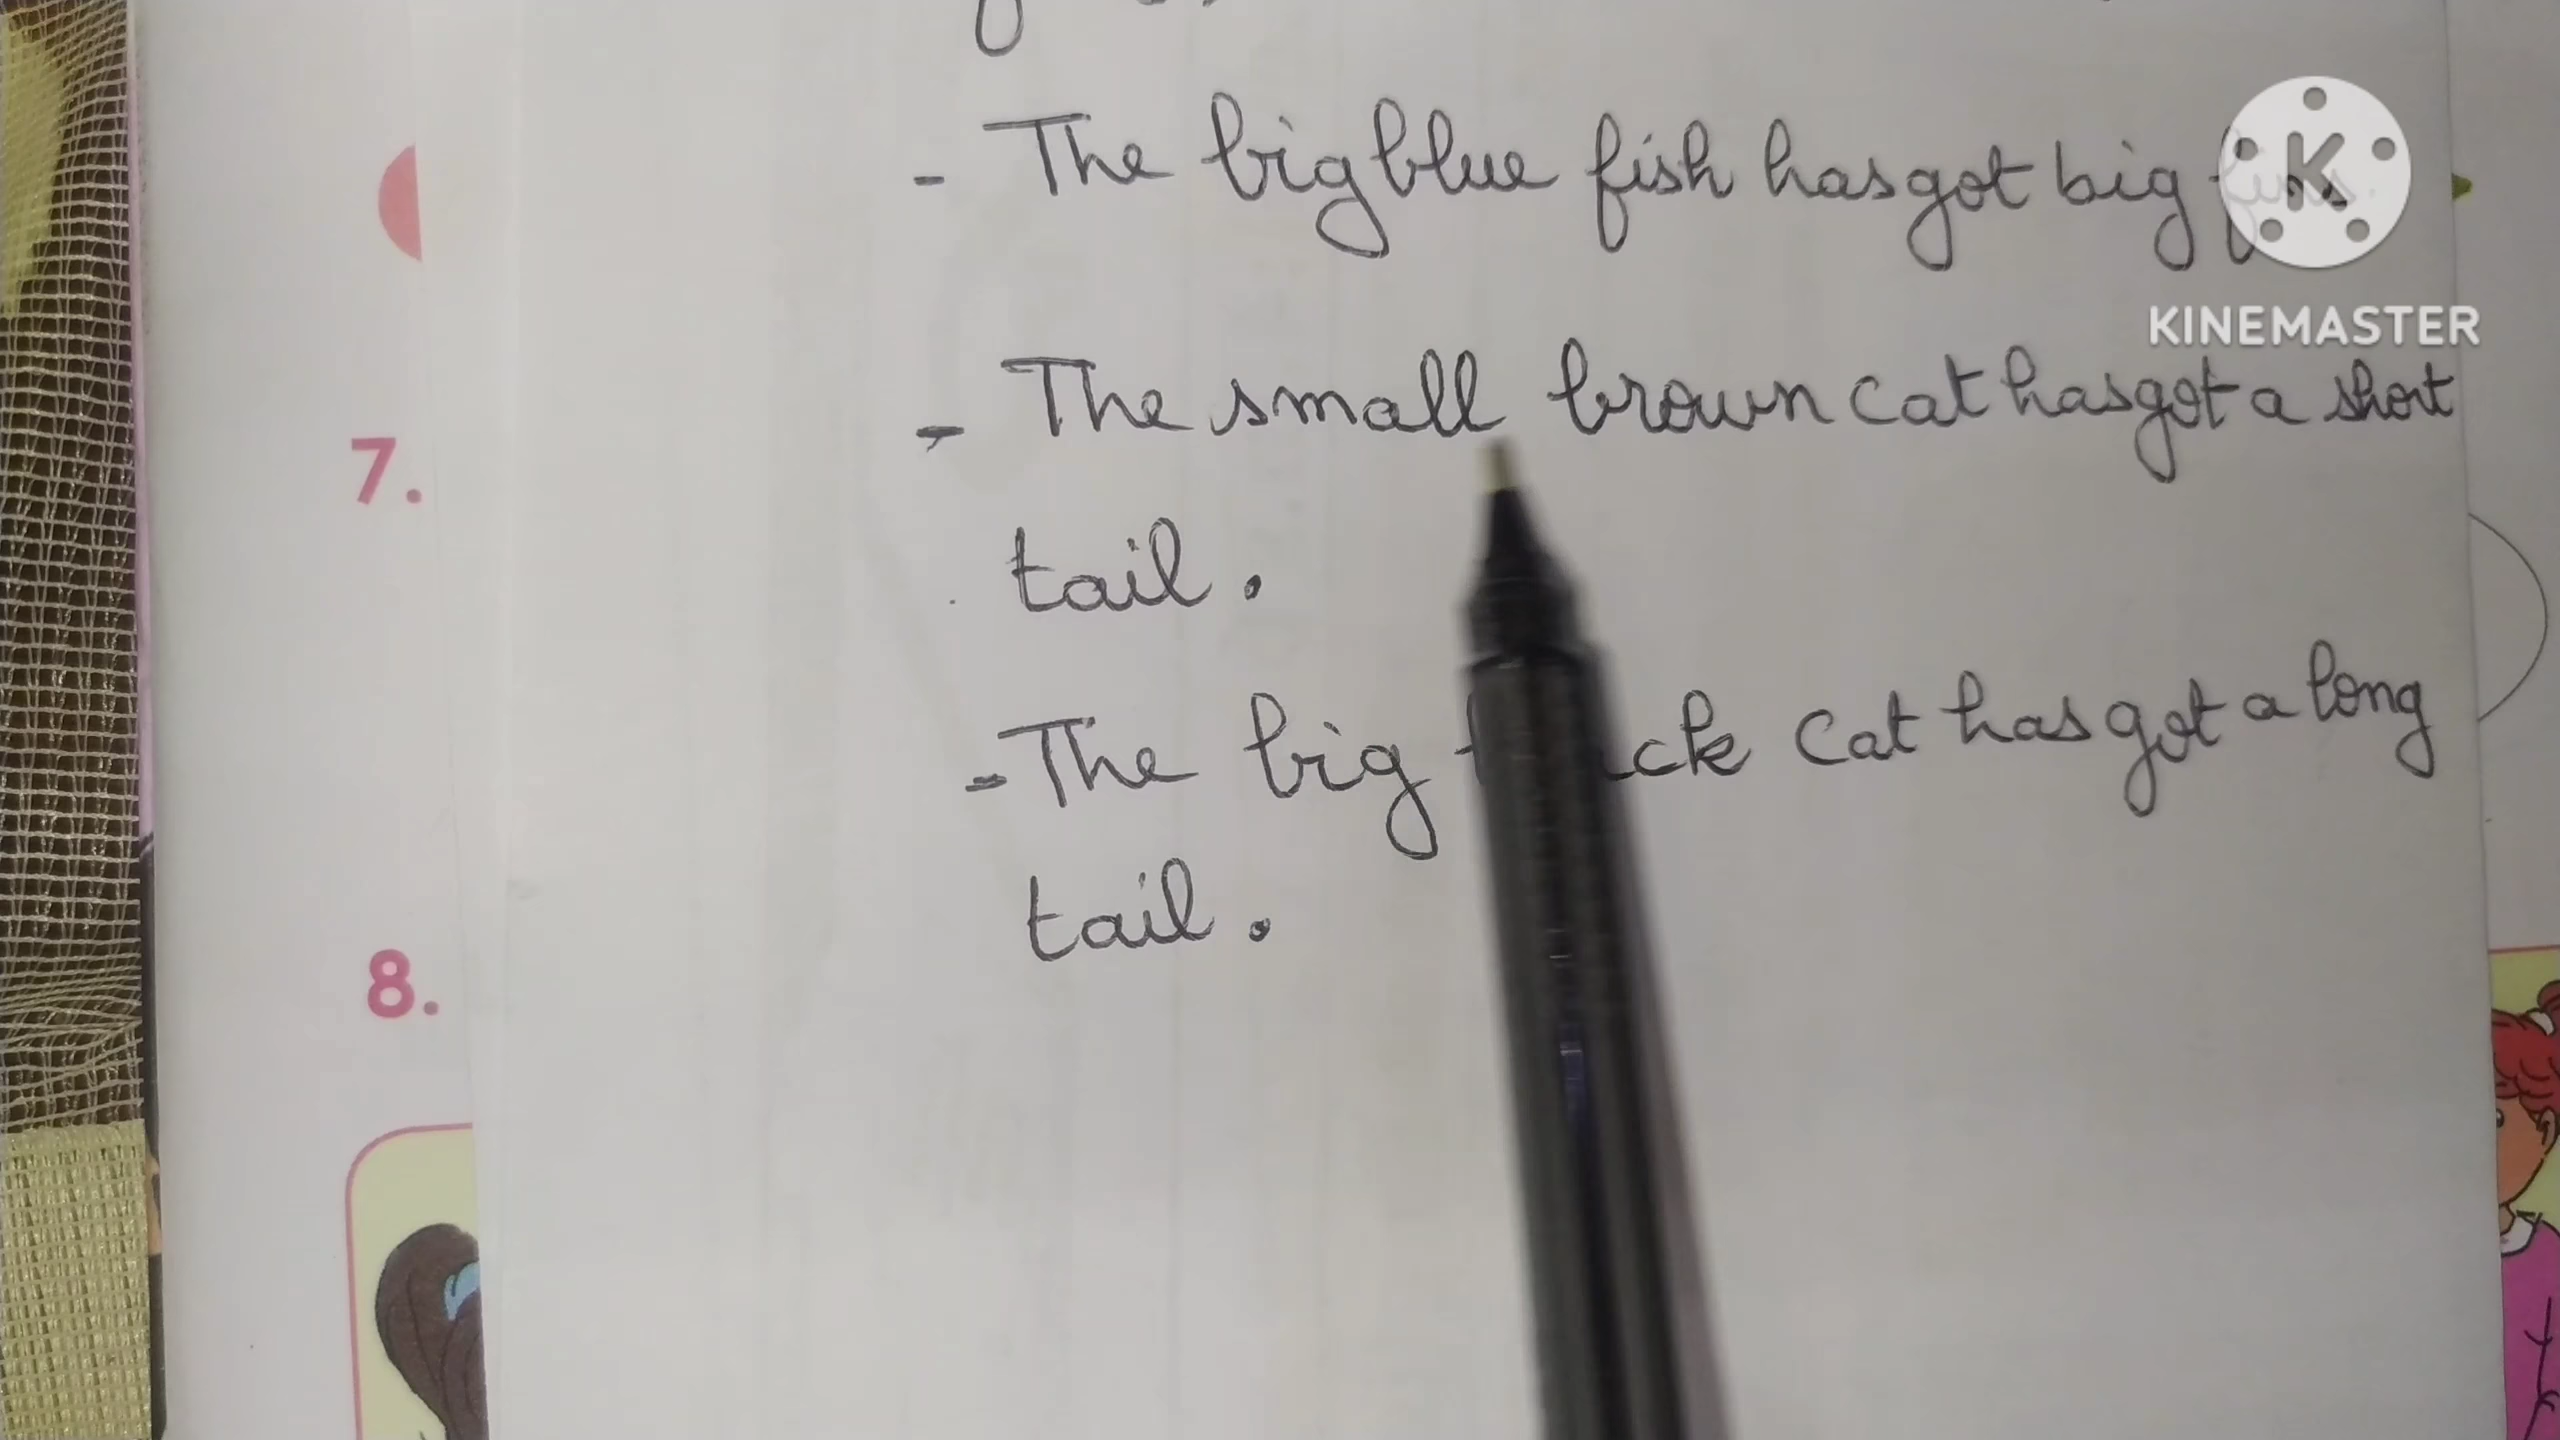 - The big blue fish has got big fins.
KINEMASTER
- The small brown cat has got a short
7.
tail.
- The big cat has got a long
tail.
8.